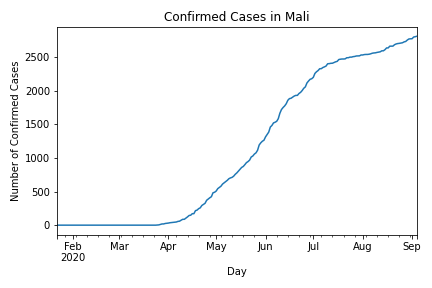 Confirmed Cases in Mali
Number of Confirmed Cases
2500
2000
1500
1000
500
0
Feb Mar Apr May Jun Jul Aug Sep
2020
Day